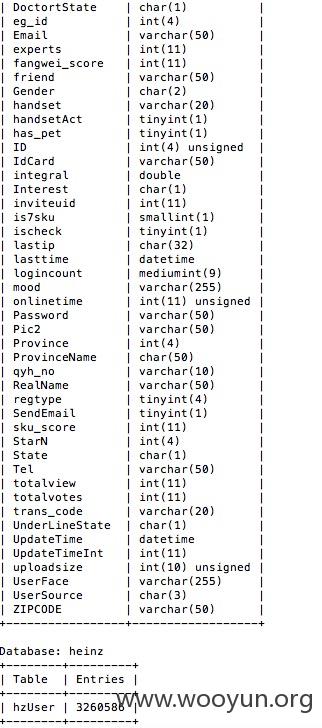 | DoctortState | char(1) |
| eg_id | int(4) |
| Email | varchar(50) |
| experts | int(11) |
| fangwei_score | int(11) |
| friend | varchar(50) |
| Gender | char(2) |
| handset | varchar(20) |
| handsetAct | tinyint(1) |
| has_pet | tinyint(1) |
| ID | int(4) unsigned |
| IdCard | varchar(50) |
| integral | double |
| Interest | char(1) |
| inviteuid | int(11) |
| is7sku | smallint(1) |
| ischeck | tinyint(1) |
| lastip | char(32) |
| lasttime | datetime |
| logincount | mediumint(9) |
| mood | varchar(255) |
| onlinetime | int(11) unsigned |
| Password | varchar(50) |
| Pic2 | varchar(50) |
| Province | int(4) |
| ProvinceName | char(50) |
| qyh_no | varchar(10) |
| RealName | varchar(50) |
| regtype | tinyint(4) |
| SendEmail | tinyint(1) |
| sku_score | int(11) |
| StarN | int(4) |
| State | char(1) |
| Tel | varchar(50) |
| totalview | int(11) |
| totalvotes | int(11) |
| trans_code | varchar(20) |
| UnderLineState | char(1) |
| UpdateTime | datetime |
| UpdateTimeInt | int(11) |
| uploadsize | int(10) unsigned |
| UserFace | varchar(255) |
| UserSource | char(3) |
| ZIPCODE | varchar(50) |
+----------------+------------------+
Database: heinz
+--------+---------+
| Table | Entries |
+--------+---------+
| hzUser | 3260586 |
www.wooyun.org